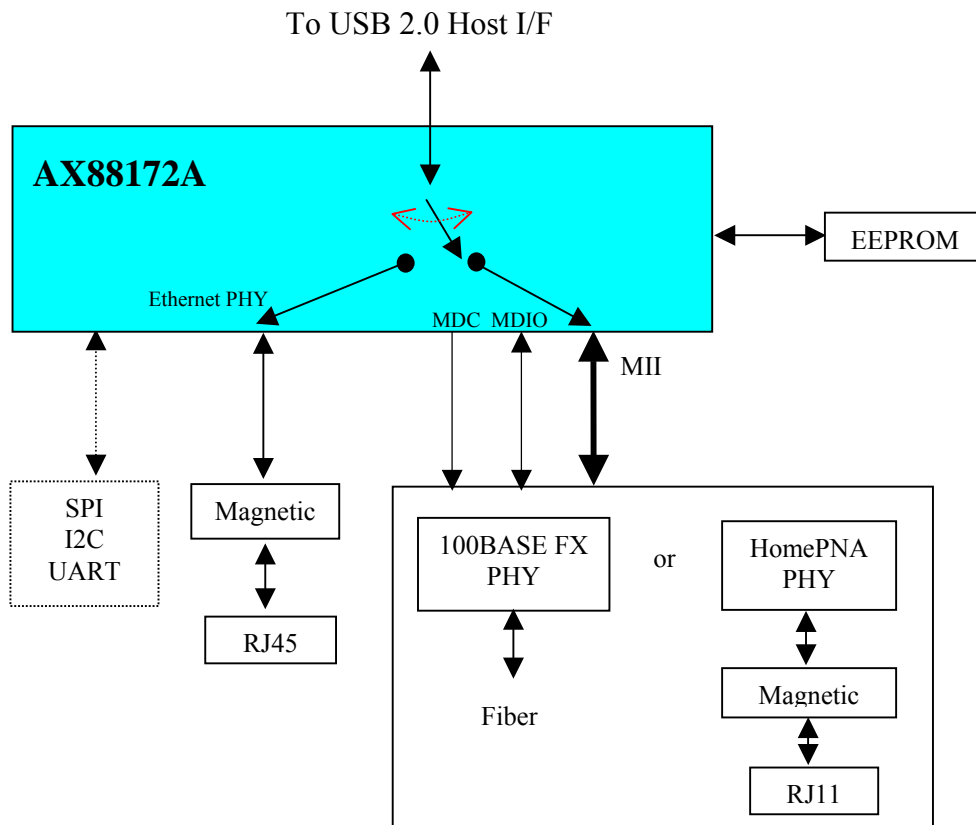 To USB 2.0 Host I/F
AX88172A
EEPROM
Ethernet PHY
MDC MDIO
MII
SPI
I2C
UART
Magnetic
RJ45
100BASE FX
PHY
or
HomePNA
PHY
Fiber
Magnetic
RJ11